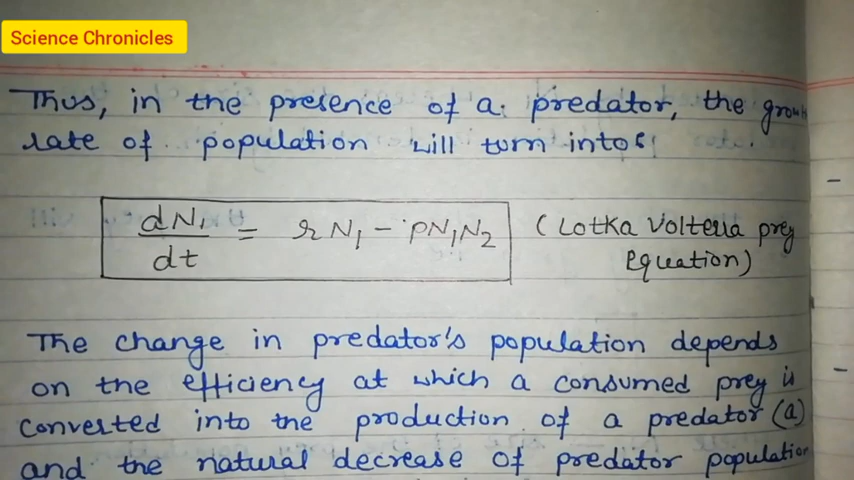 Science Chronicles
Thus, in the presence of a predator, the
rate of population will turn into:
dN₁/dt = rN₁ - PN₁N₂ (Lotka Volterra prey
equation)
The change in predator's population depends
on the efficiency at which a consumed prey is
converted into the production of a predator (a)
and the natural decrease of predator population